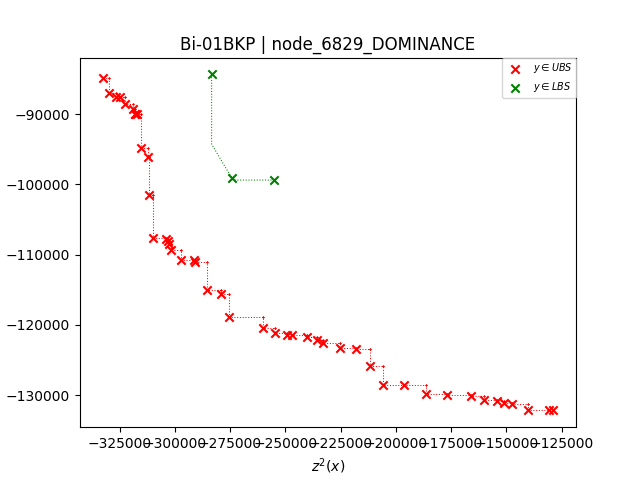 Bi-01BKP | node_6829_DOMINANCE
y ∈ UBS
y ∈ LBS
−90000
−100000
−110000
−120000
−130000
−325000 −300000 −275000 −250000 −225000 −200000 −175000 −150000 −125000
z²(x)